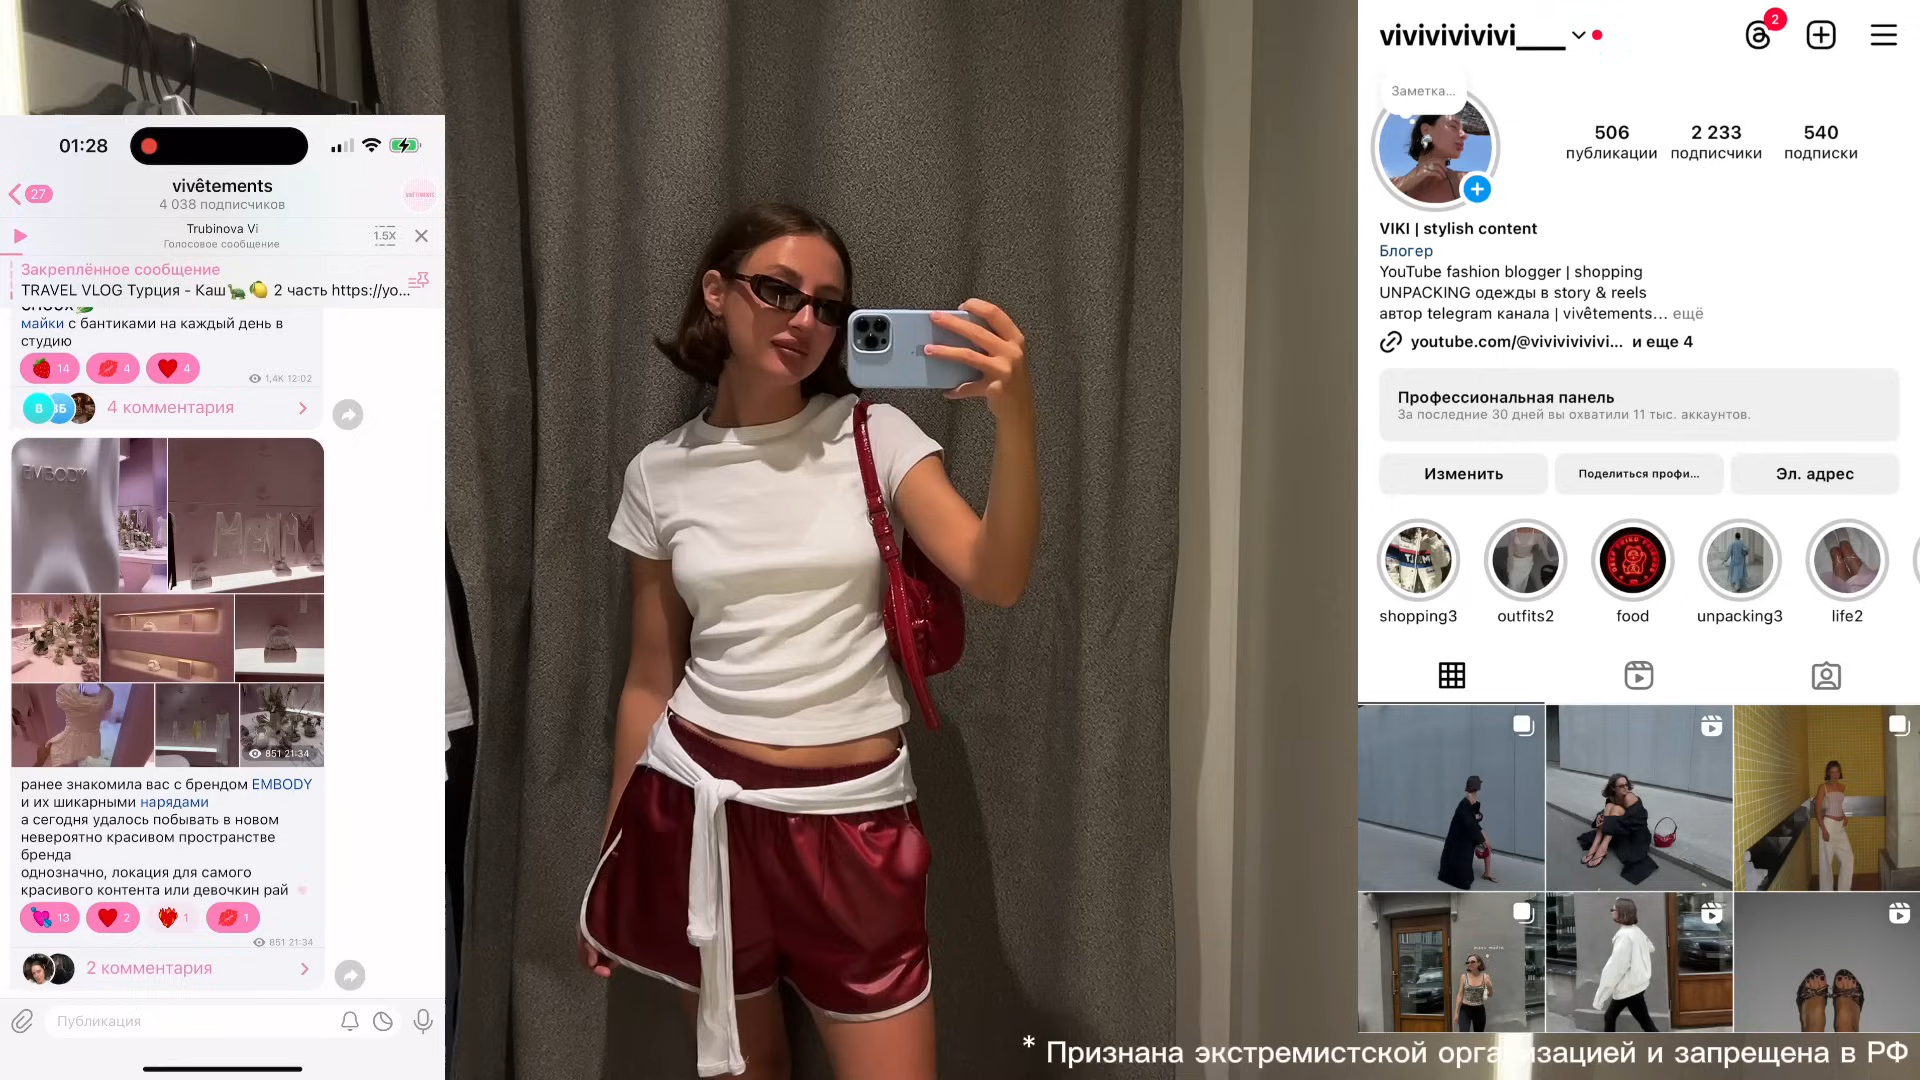 01:28
27
vivêtements
4 038 подписчиков
Trubinova Vi
Голосовое сообщение
1.5X
Закреплённое сообщение
TRAVEL VLOG Турция - Каш🐢🍋 2 часть https://yo...
майки с бантиками на каждый день в
студию
14
4
4
1,4K 12:02
4 комментария
EMBODY
851 21:34
ранее знакомила вас с брендом EMBODY
и их шикарными нарядами
а сегодня удалось побывать в новом
невероятно красивом пространстве
бренда
однозначно, локация для самого
красивого контента или девочкин рай
13
2
1
1
851 21:34
2 комментария
Публикация
vivivivivivi____
2
Заметка...
506
публикации
2 233
подписчики
540
подписки
VIKI | stylish content
Блогер
YouTube fashion blogger | shopping
UNPACKING одежды в story & reels
автор telegram канала | vivêtements... ещё
youtube.com/@vivivivivivi... и еще 4
Профессиональная панель
За последние 30 дней вы охватили 11 тыс. аккаунтов.
Изменить
Поделиться профи...
Эл. адрес
shopping3
outfits2
food
unpacking3
life2
* Признана экстремистской организацией и запрещена в РФ